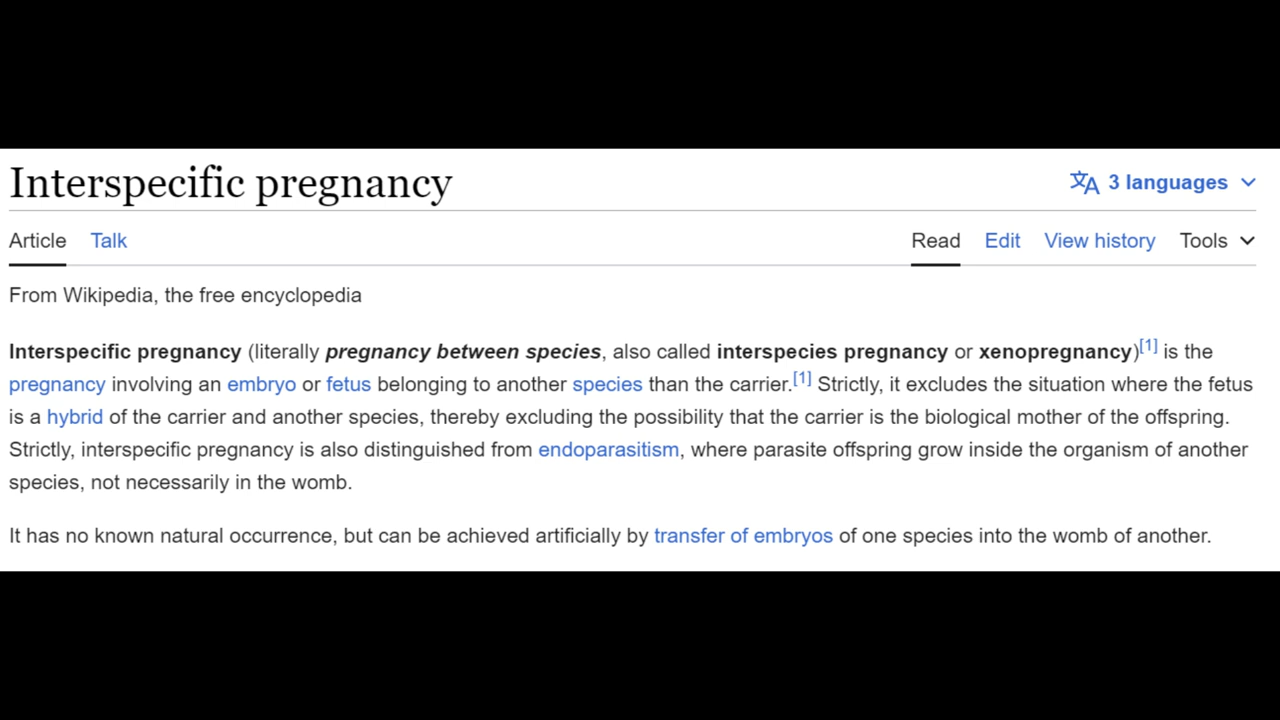 Interspecific pregnancy
文A 3 languages
Article Talk Read Edit View history Tools
From Wikipedia, the free encyclopedia
Interspecific pregnancy (literally pregnancy between species, also called interspecies pregnancy or xenopregnancy)[1] is the
pregnancy involving an embryo or fetus belonging to another species than the carrier.[1] Strictly, it excludes the situation where the fetus
is a hybrid of the carrier and another species, thereby excluding the possibility that the carrier is the biological mother of the offspring.
Strictly, interspecific pregnancy is also distinguished from endoparasitism, where parasite offspring grow inside the organism of another
species, not necessarily in the womb.
It has no known natural occurrence, but can be achieved artificially by transfer of embryos of one species into the womb of another.